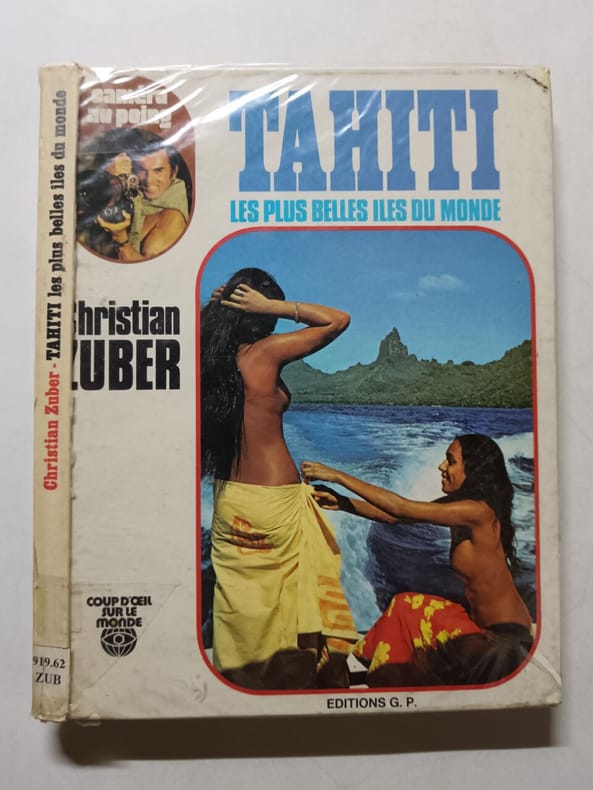 Christian Zuber - TAHITI les plus belles îles du monde
919.62
ZUB
caméra
au poing
TAHITI
LES PLUS BELLES ILES DU MONDE
Christian
ZUBER
COUP D'ŒIL
SUR LE
MONDE
EDITIONS G. P.